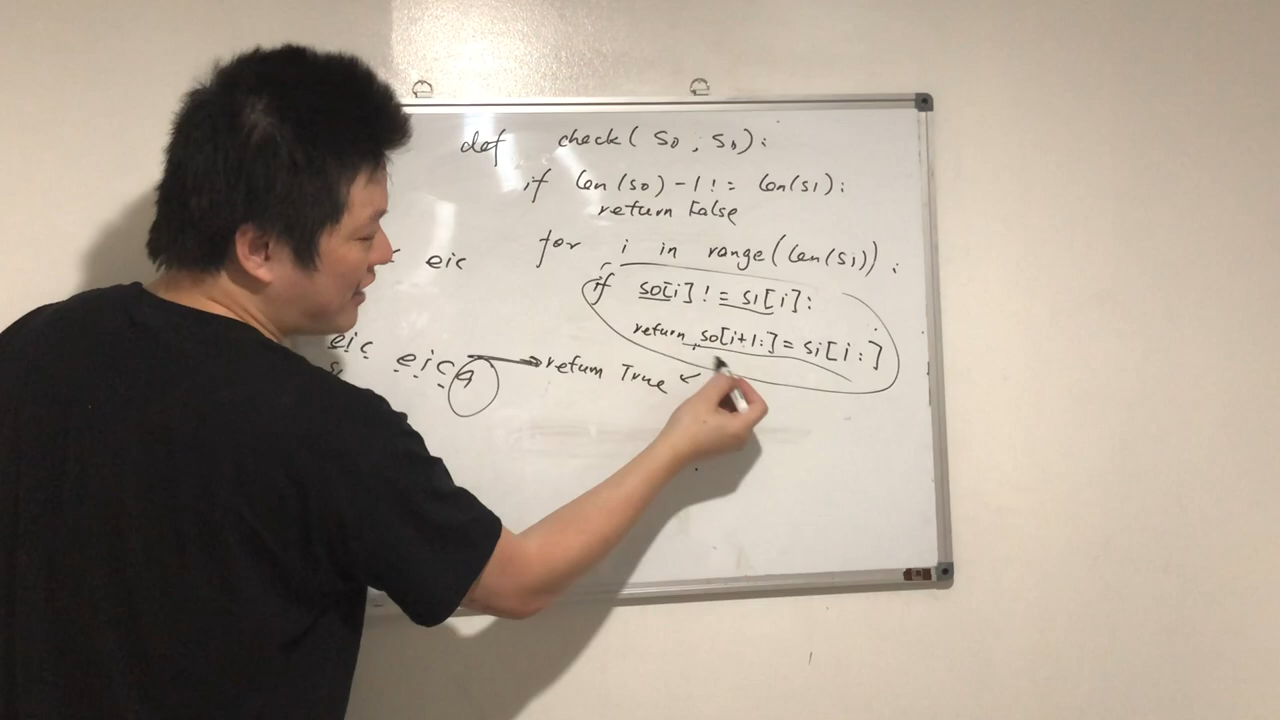 def check(s0, s1):
if len(s0)-1 != len(s1):
return False
for i in range(len(s1)):
eic
if s0[i] != s1[i]:
return s0[i+1:] = s1[i:]
eic eica
return True